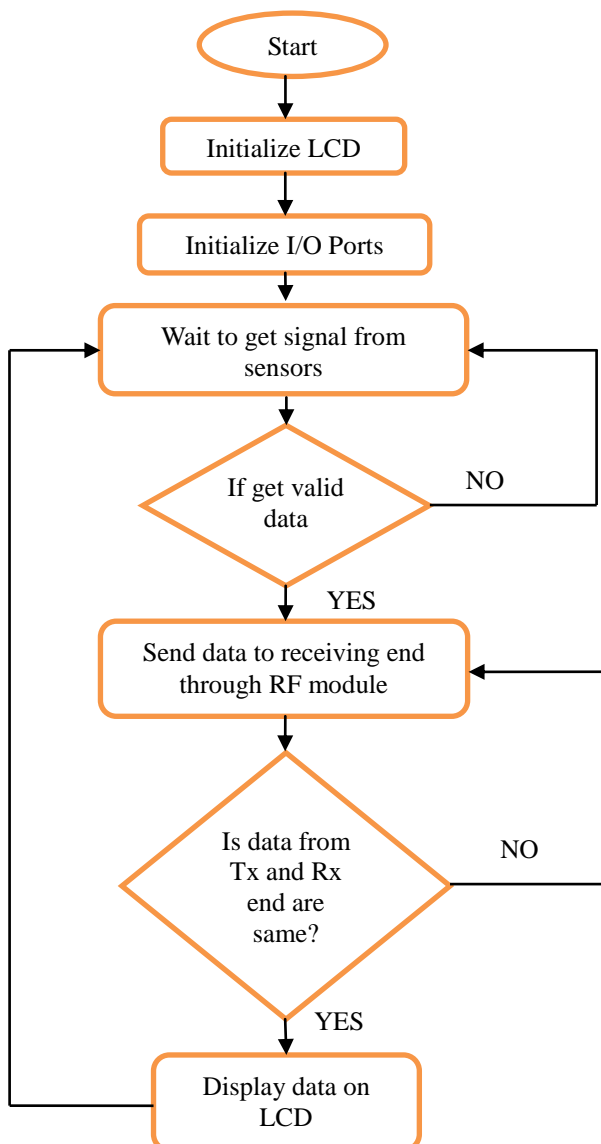 Start
Initialize LCD
Initialize I/O Ports
Wait to get signal from
sensors
If get valid
data
NO
YES
Send data to receiving end
through RF module
Is data from
Tx and Rx
end are
same?
NO
YES
Display data on
LCD